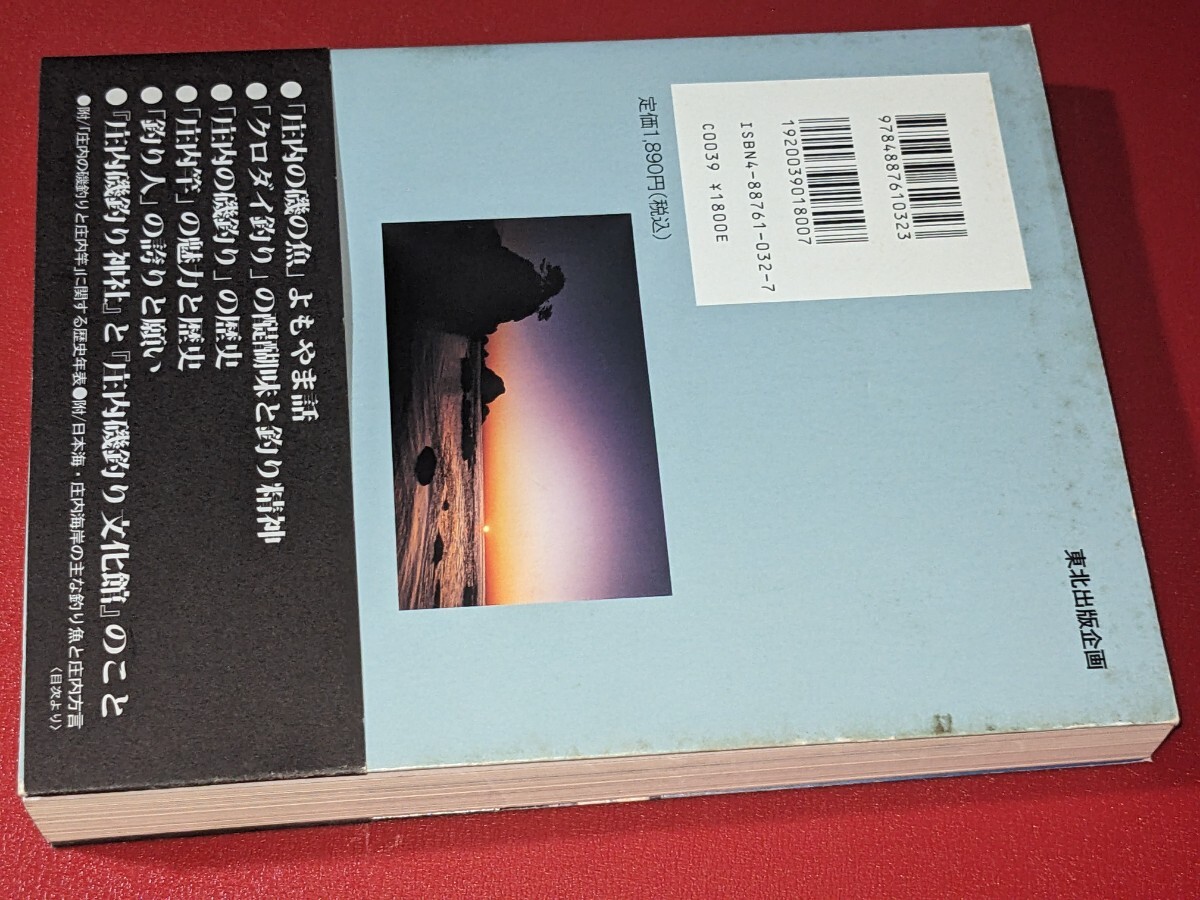 9784887610323
1920039018007
ISBN4-88761-032-7
C0039 ¥1800E
定価1,890円(税込)
東北出版企画
●「庄内の磯の魚」よもやま話
●「クロダイ釣り」の醍醐味と釣り精神
●「庄内の磯釣り」の歴史
●「庄内竿」の魅力と歴史
●「釣り人」の誇りと願い
●『庄内磯釣り神社』と『庄内磯釣り文化館』のこと
●附/「庄内の磯釣りと庄内竿」に関する歴史年表●附/日本海・庄内海岸の主な釣り魚と庄内方言
〈目次より〉